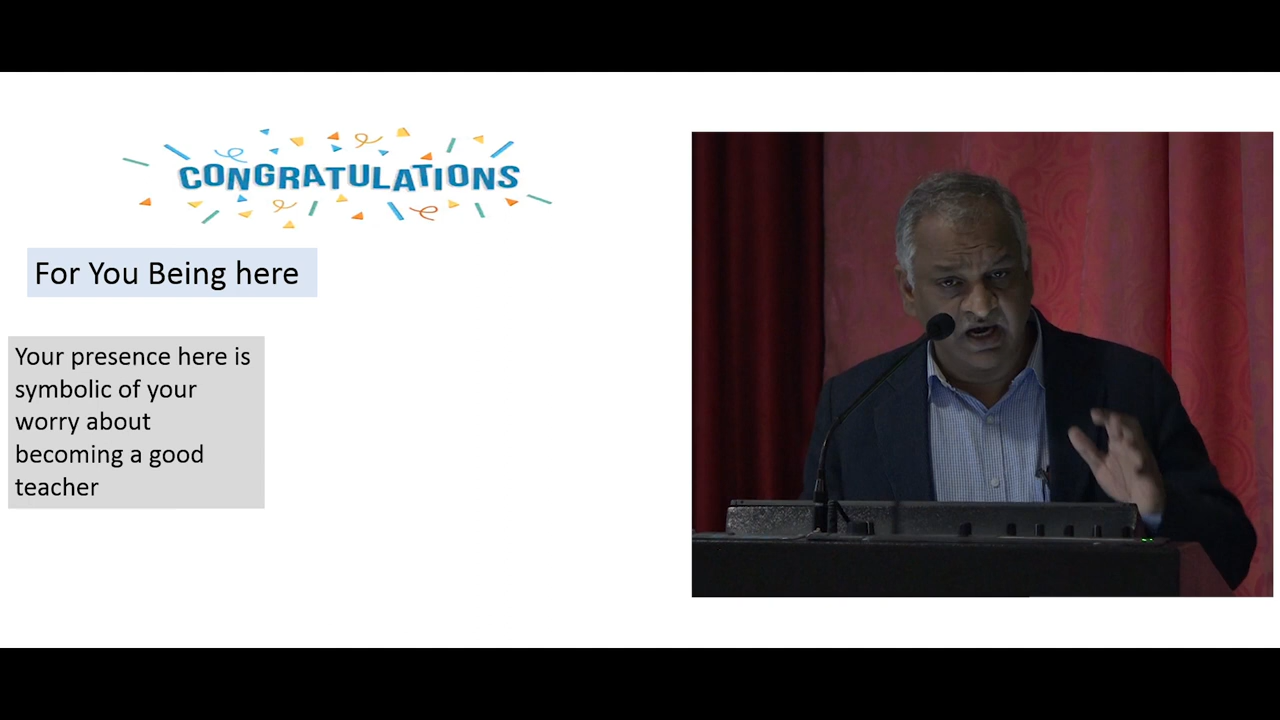 CONGRATULATIONS
For You Being here
Your presence here is
symbolic of your
worry about
becoming a good
teacher